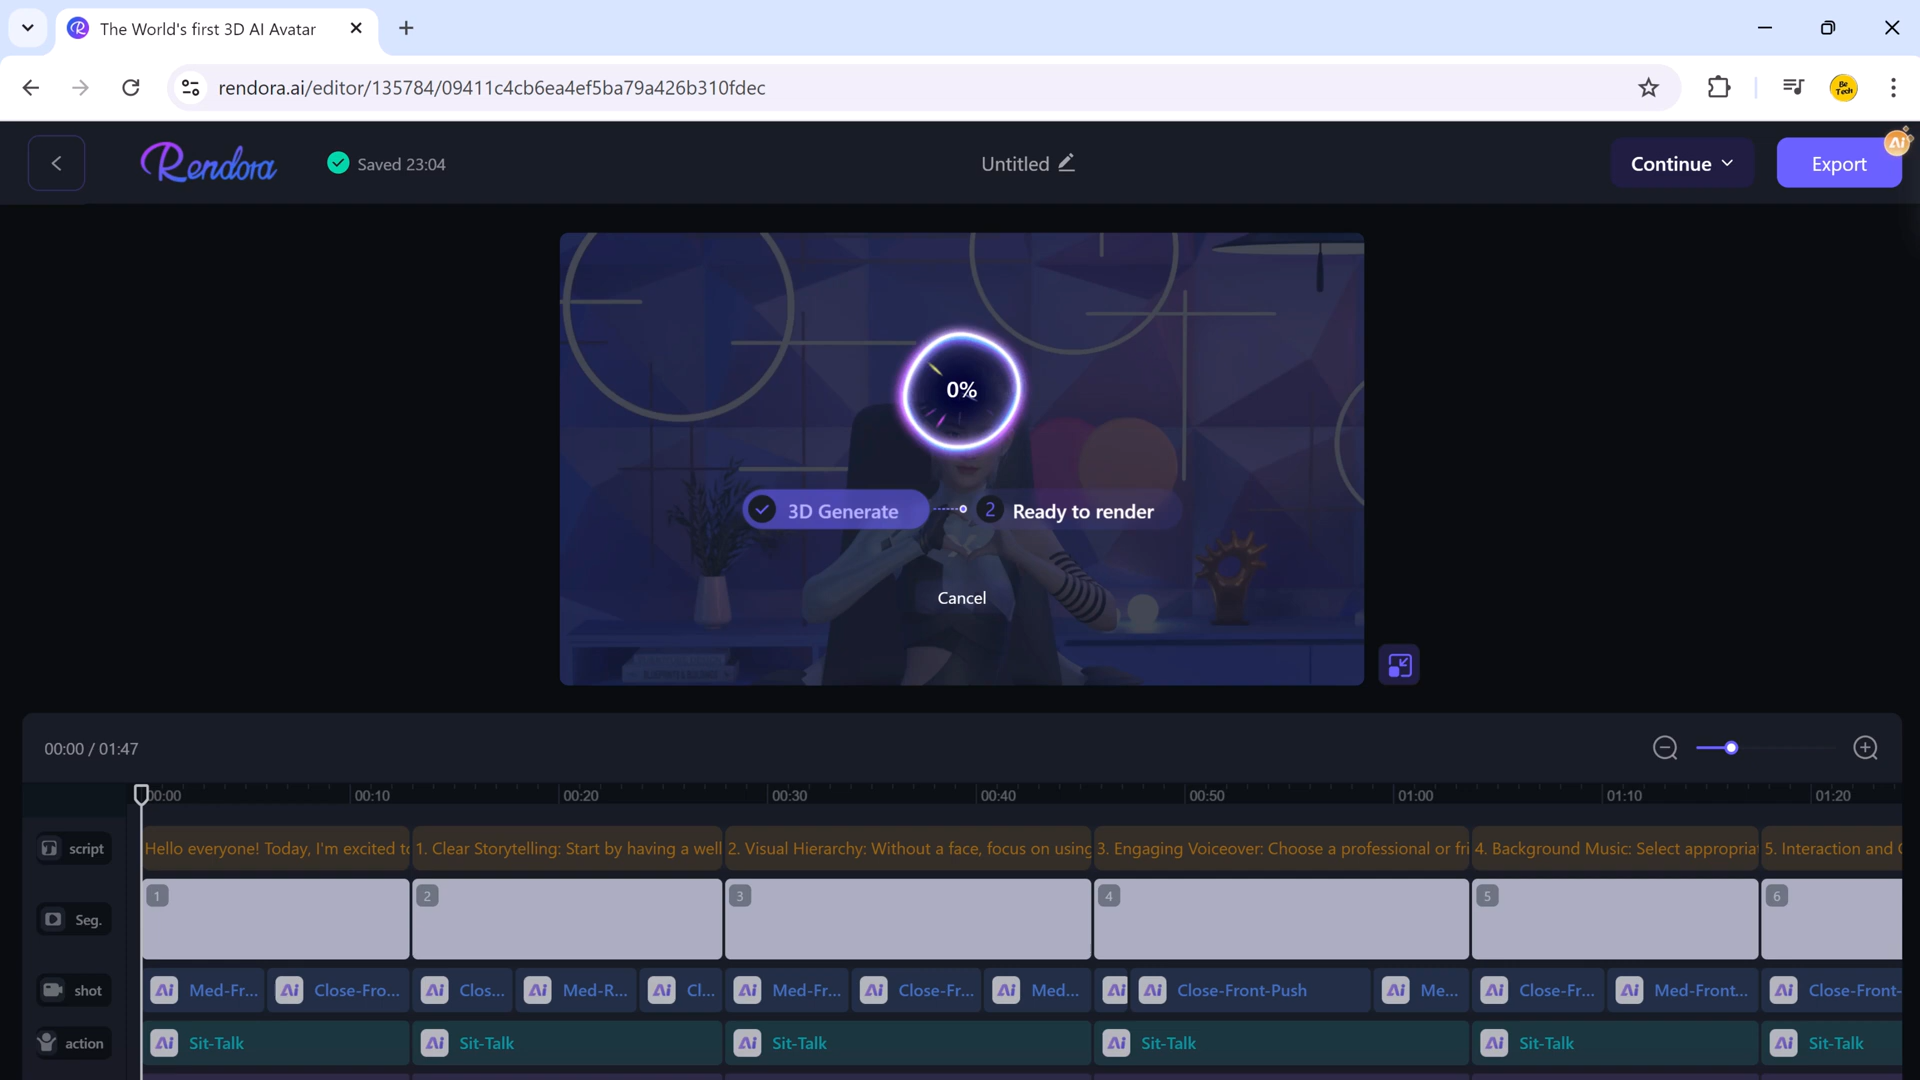 The World's first 3D AI Avatar
rendora.ai/editor/135784/09411c4cb6ea4ef5ba79a426b310fdec
Be
Tech
Rendora
Saved 23:04
Untitled
Continue
Export
Ai
0%
3D Generate
2
Ready to render
Cancel
00:00 / 01:47
00:00
00:10
00:20
00:30
00:40
00:50
01:00
01:10
01:20
script
Hello everyone! Today, I'm excited to
1. Clear Storytelling: Start by having a well
2. Visual Hierarchy: Without a face, focus on using
3. Engaging Voiceover: Choose a professional or fri
4. Background Music: Select appropria
5. Interaction and
Seg.
1
2
3
4
5
6
shot
Ai Med-Fr...
Ai Close-Fro...
Ai Clos...
Ai Med-R...
Ai Cl...
Ai Med-Fr...
Ai Close-Fr...
Ai Med...
Ai
Ai Close-Front-Push
Ai Me...
Ai Close-Fr...
Ai Med-Front...
Ai Close-Front-
action
Ai Sit-Talk
Ai Sit-Talk
Ai Sit-Talk
Ai Sit-Talk
Ai Sit-Talk
Ai Sit-Talk